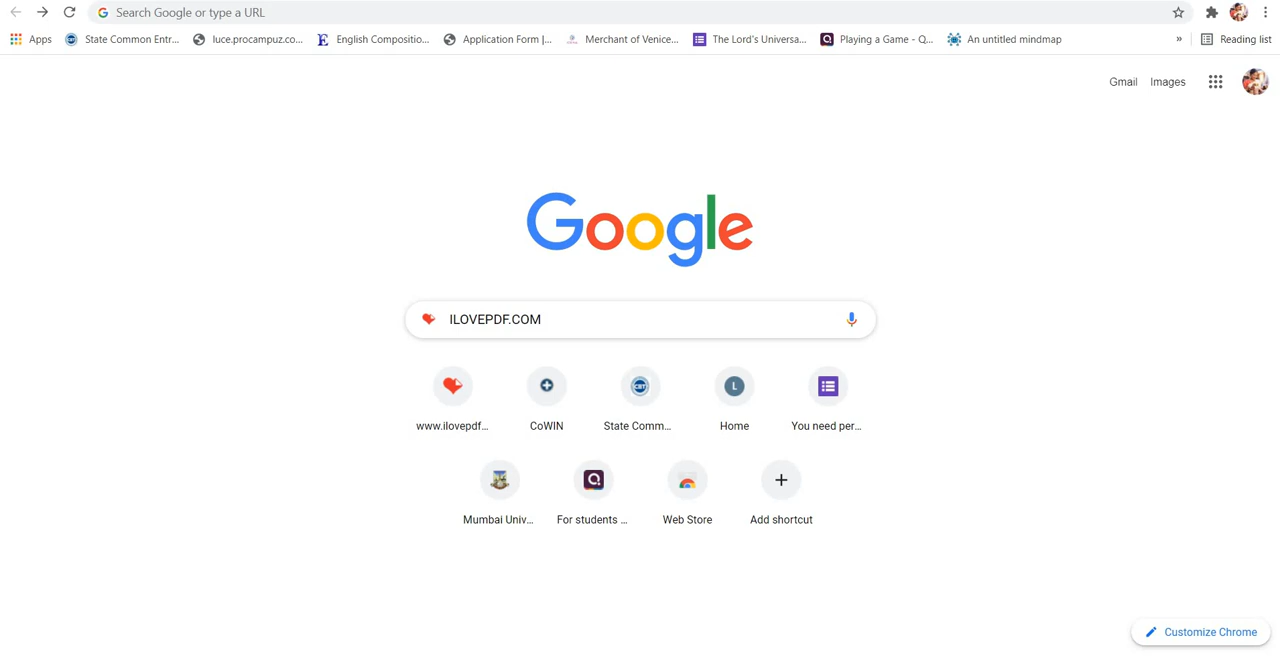 Search Google or type a URL
Apps State Common Entr... luce.procampuz.co... English Compositio... Application Form |... Merchant of Venice... The Lord's Universa... Playing a Game - Q... An untitled mindmap » Reading list
Gmail Images
Google
ILOVEPDF.COM
www.ilovepdf... CoWIN State Comm... Home You need per...
Mumbai Univ... For students ... Web Store Add shortcut
Customize Chrome